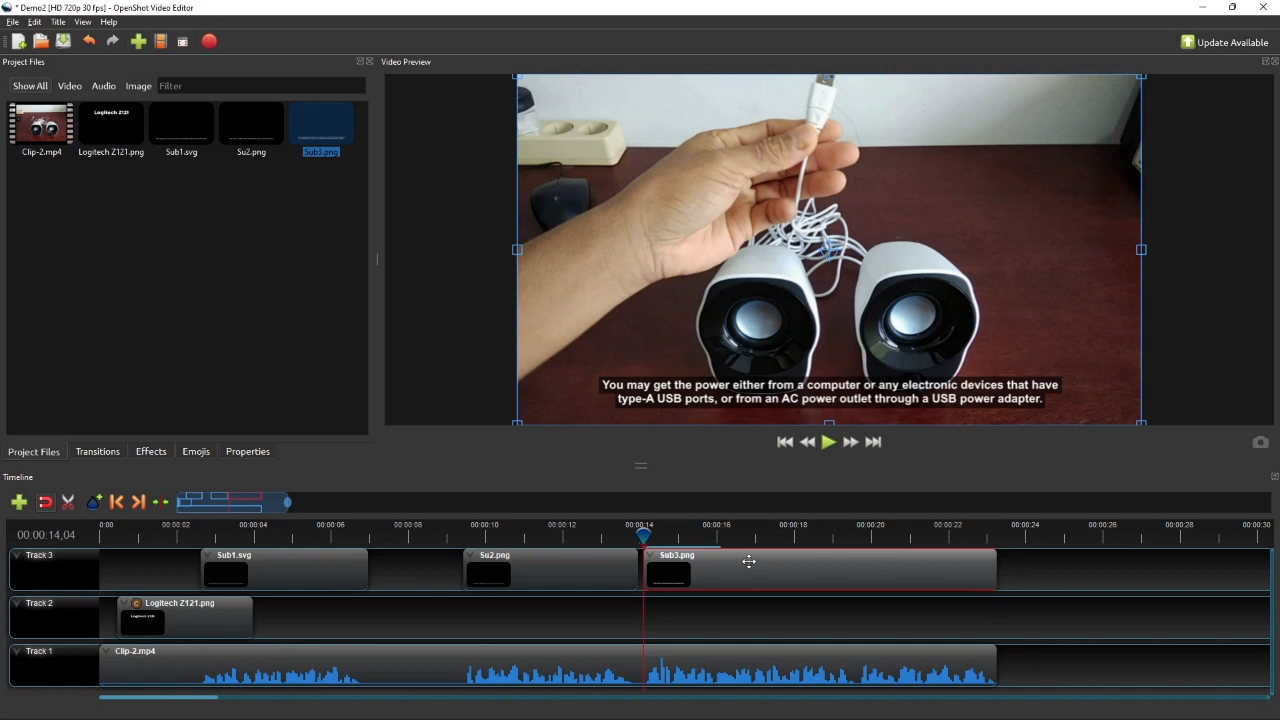 * Demo2 [HD 720p 30 fps] - OpenShot Video Editor
File Edit Title View Help
Update Available
Project Files
Video Preview
Show All Video Audio Image Filter
Logitech Z121
Clip-2.mp4 Logitech Z121.png Sub1.svg Su2.png Sub3.png
You may get the power either from a computer or any electronic devices that have
type-A USB ports, or from an AC power outlet through a USB power adapter.
Project Files Transitions Effects Emojis Properties
Timeline
00:00:14,04
0:00 00:00:02 00:00:04 00:00:06 00:00:08 00:00:10 00:00:12 00:00:14 00:00:16 00:00:18 00:00:20 00:00:22 00:00:24 00:00:26 00:00:28 00:00:30
Track 3 Sub1.svg Su2.png Sub3.png
Track 2 C Logitech Z121.png
Logitech Z121
Track 1 Clip-2.mp4